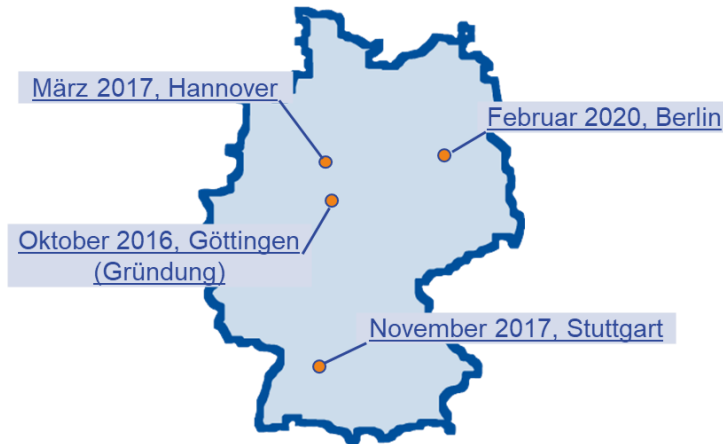 März 2017, Hannover
Februar 2020, Berlin
Oktober 2016, Göttingen
(Gründung)
November 2017, Stuttgart